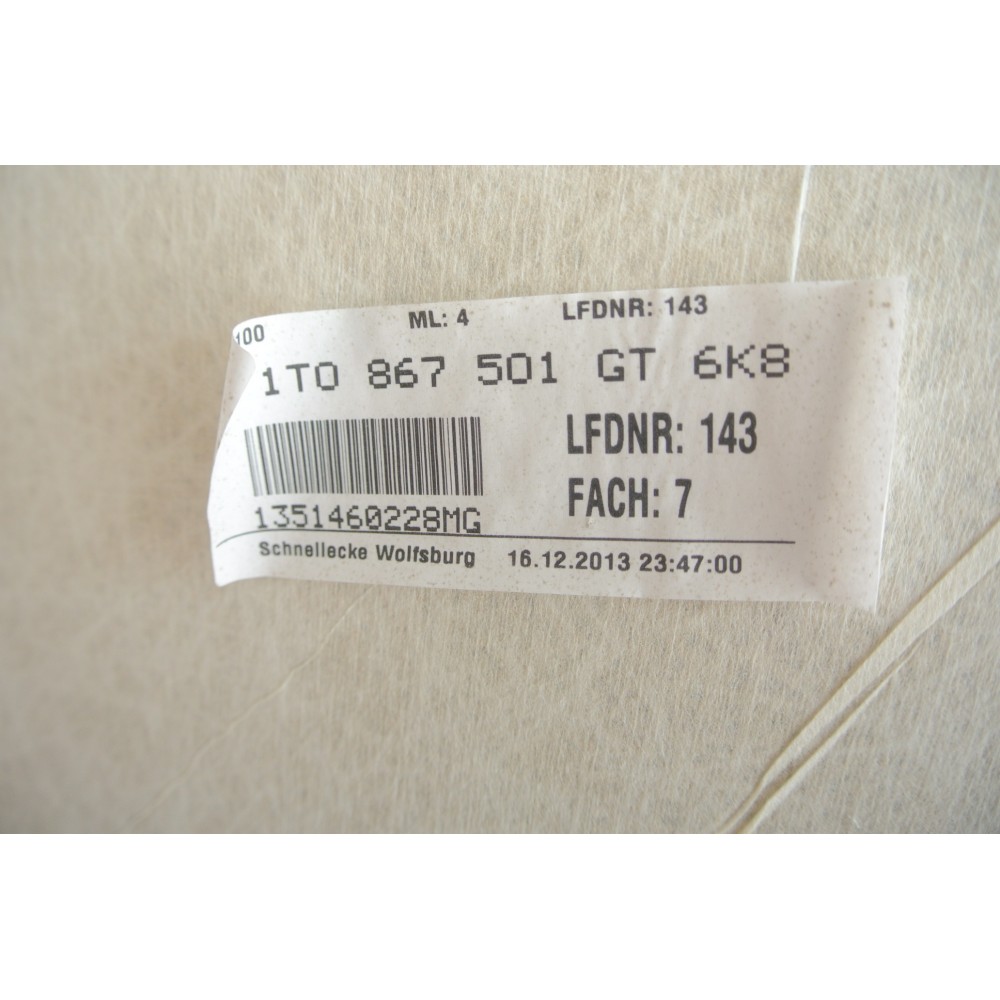 100 ML: 4 LFDNR: 143
1T0 867 501 GT 6K8
LFDNR: 143
FACH: 7
1351460228MG
Schnellecke Wolfsburg 16.12.2013 23:47:00